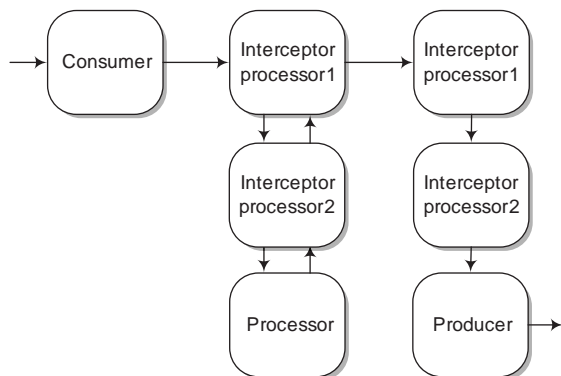 Consumer
Interceptor
processor1
Interceptor
processor1
Interceptor
processor2
Interceptor
processor2
Processor
Producer